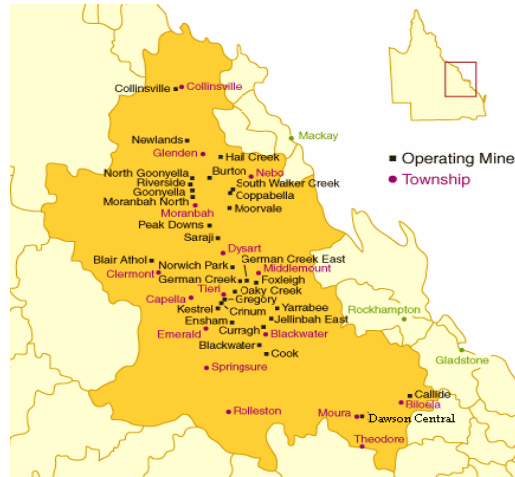 Collinsville
Collinsville
Mackay
Newlands
Glenden
Hail Creek
Operating Mine
Township
North Goonyella
Burton
Nebo
Riverside
South Walker Creek
Goonyella
Coppabella
Moranbah North
Moranbah
Moorvale
Peak Downs
Saraji
Dysart
Blair Athol
German Creek East
Norwich Park
Middlemount
Clermont
German Creek
Foxleigh
Tieri
Oaky Creek
Capella
Gregory
Kestrel
Crinum
Yarrabee
Rockhampton
Ensham
Jellinbah East
Emerald
Curragh
Blackwater
Blackwater
Cook
Gladstone
Springsure
Callide
Biloela
Rolleston
Moura
Dawson Central
Theodore